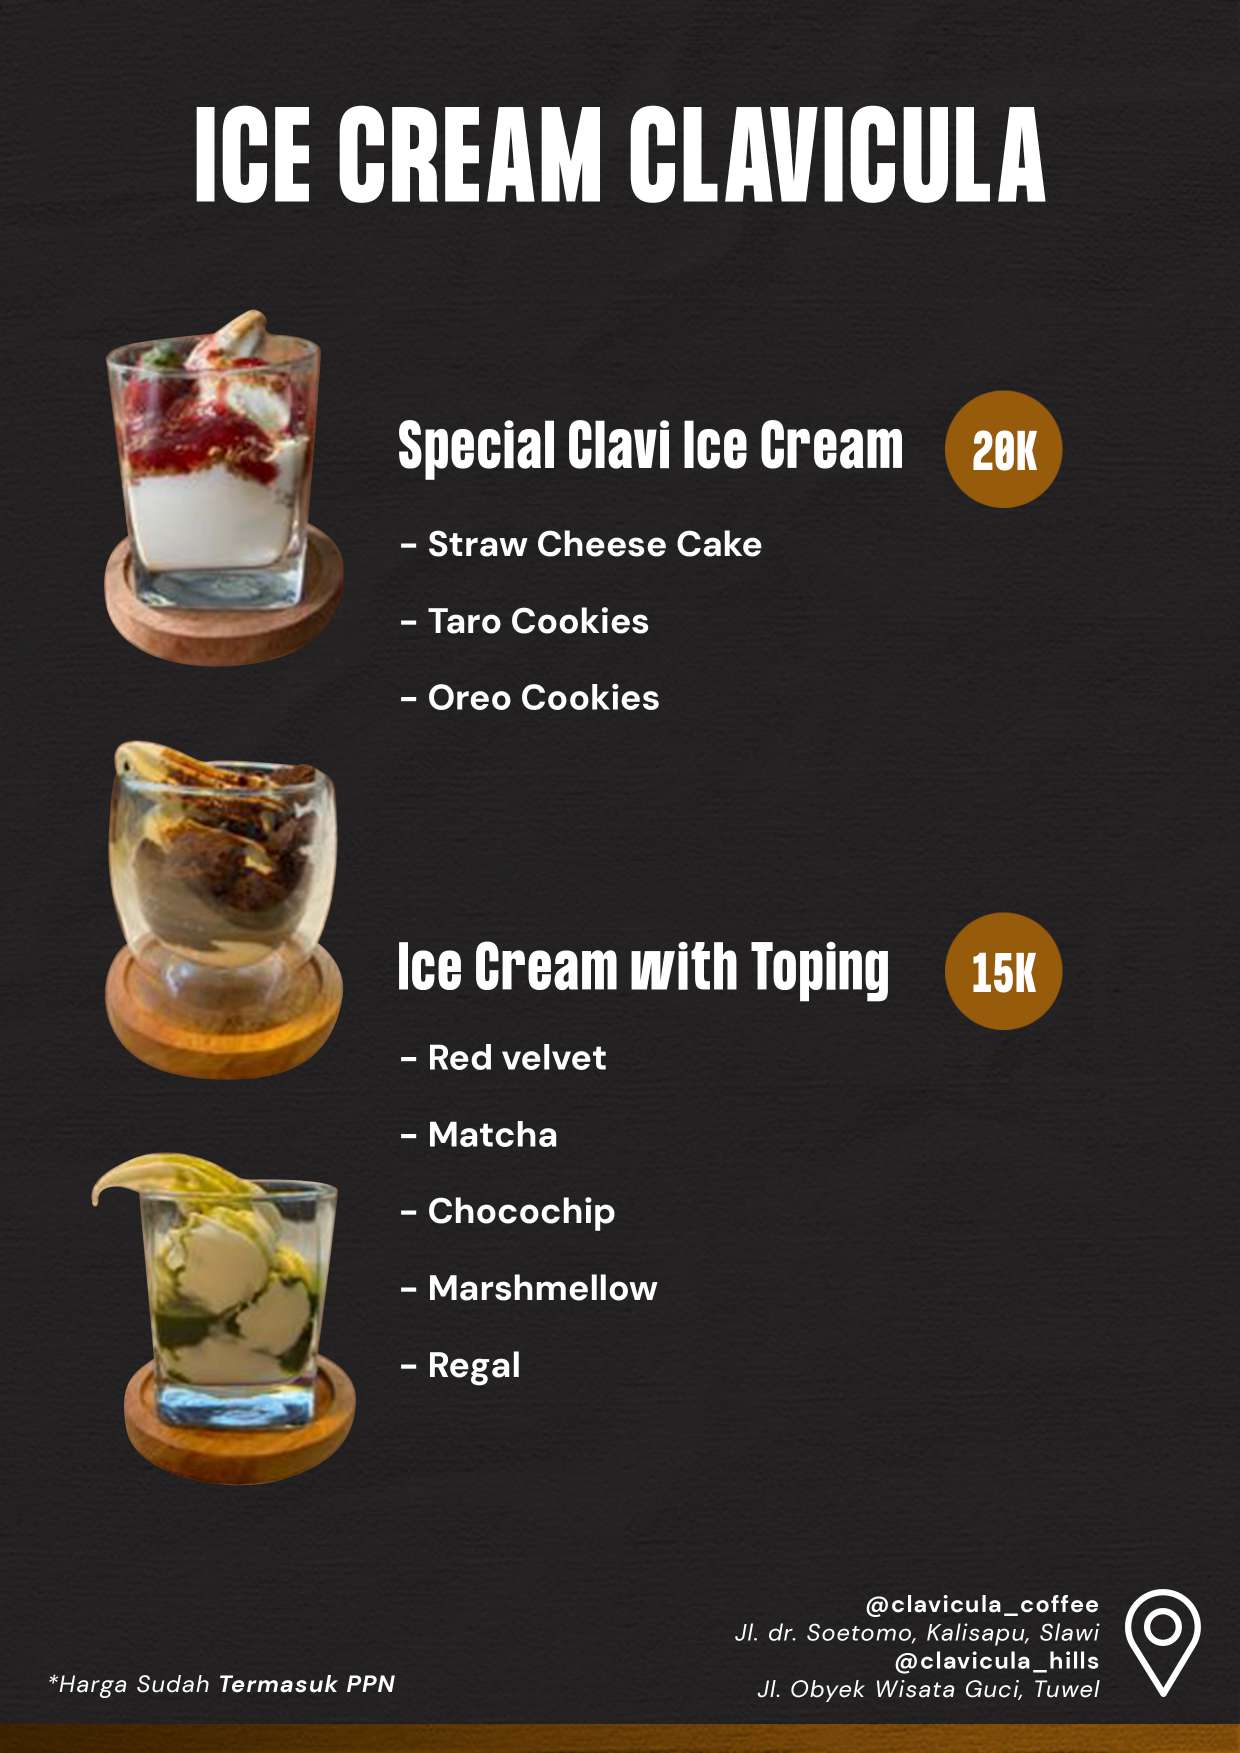 ICE CREAM CLAVICULA
Special Clavi Ice Cream 20K
- Straw Cheese Cake
- Taro Cookies
- Oreo Cookies
Ice Cream with Toping 15K
- Red velvet
- Matcha
- Chocochip
- Marshmellow
- Regal
@clavicula_coffee
Jl. dr. Soetomo, Kalisapu, Slawi
@clavicula_hills
Jl. Obyek Wisata Guci, Tuwel
*Harga Sudah Termasuk PPN